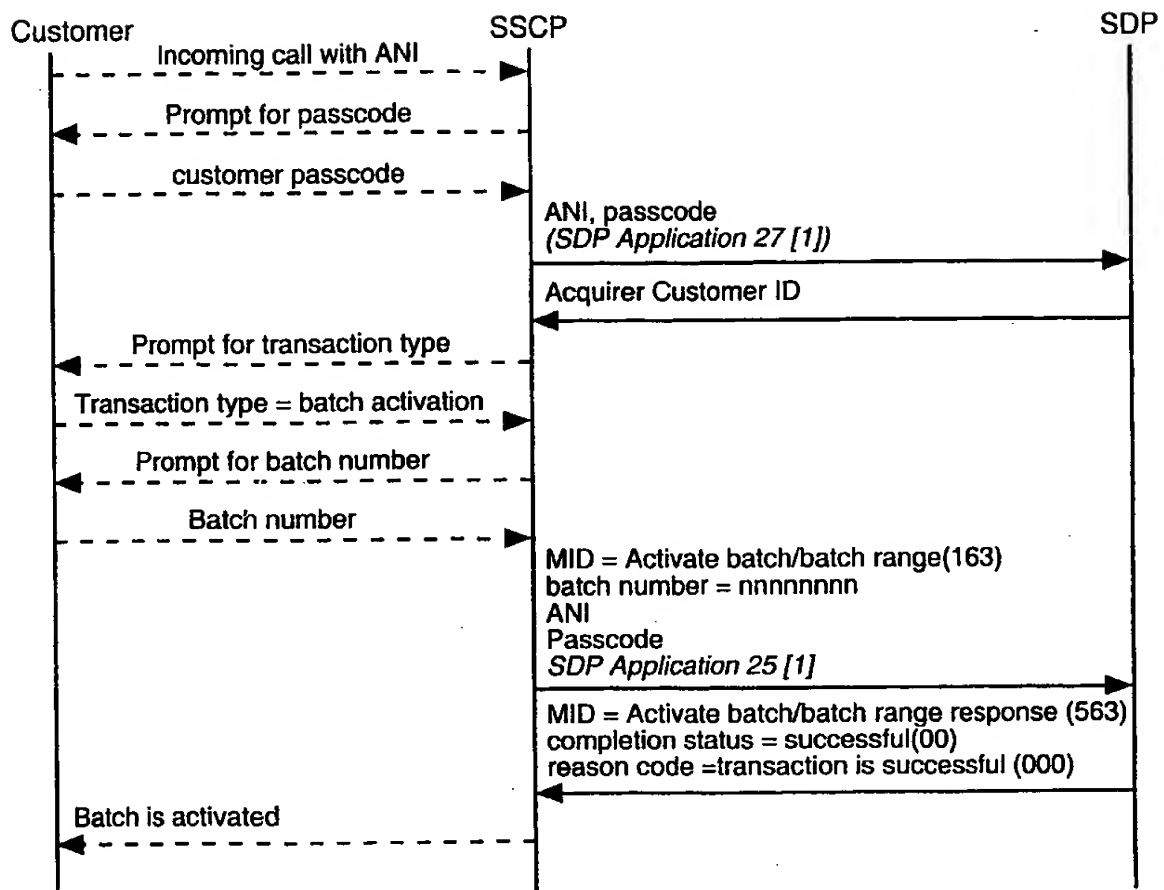 Customer
SSCP
SDP
Incoming call with ANI
Prompt for passcode
customer passcode
ANI, passcode
(SDP Application 27 [1])
Acquirer Customer ID
Prompt for transaction type
Transaction type = batch activation
Prompt for batch number
Batch number
MID = Activate batch/batch range(163)
batch number = nnnnnnnn
ANI
Passcode
SDP Application 25 [1]
MID = Activate batch/batch range response (563)
completion status = successful(00)
reason code =transaction is successful (000)
Batch is activated